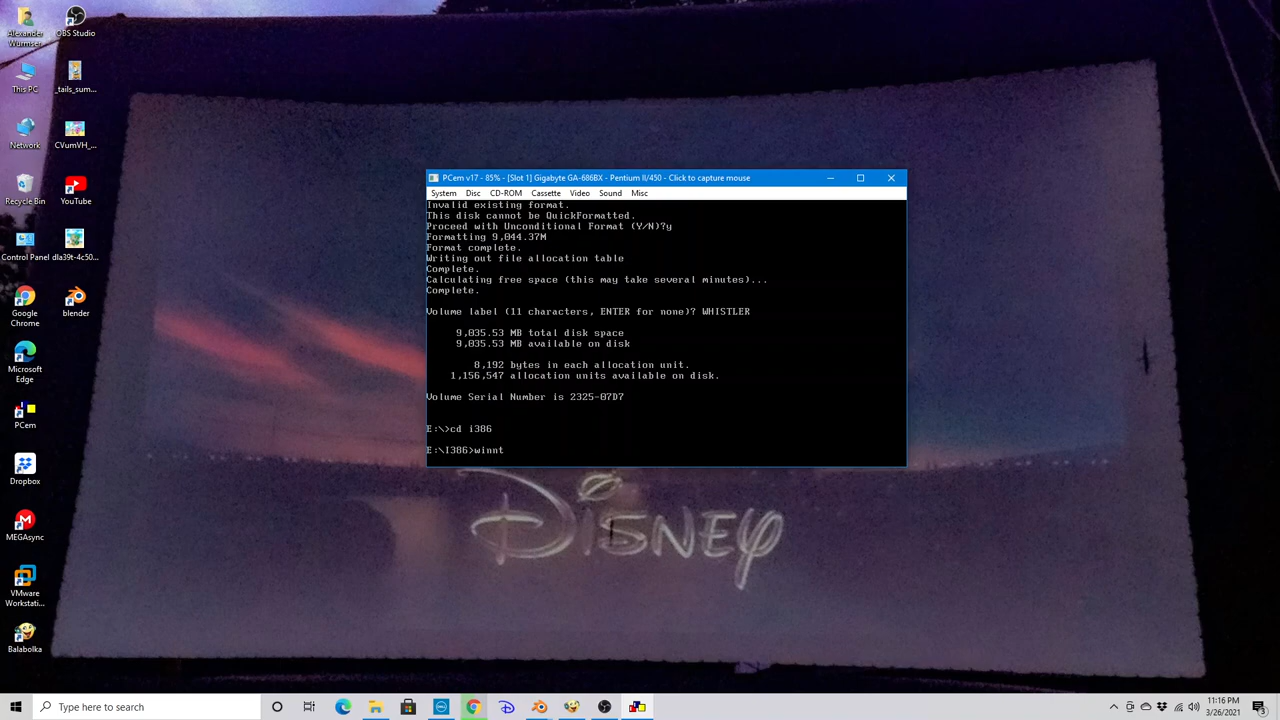 Alexander
Wurmser
OBS Studio
This PC
_tails_sum...
Network
CVumVH_...
Recycle Bin
YouTube
Control Panel
dla39t-4c50...
Google
Chrome
blender
Microsoft
Edge
PCem
Dropbox
MEGAsync
VMware
Workstati...
Balabolka
PCem v17 - 85% - [Slot 1] Gigabyte GA-686BX - Pentium II/450 - Click to capture mouse
System Disc CD-ROM Cassette Video Sound Misc
Invalid existing format.
This disk cannot be QuickFormatted.
Proceed with Unconditional Format (Y/N)?y
Formatting 9,044.37M
Format complete.
Writing out file allocation table
Complete.
Calculating free space (this may take several minutes)...
Complete.
Volume label (11 characters, ENTER for none)? WHISTLER
9,035.53 MB total disk space
9,035.53 MB available on disk
8,192 bytes in each allocation unit.
1,156,547 allocation units available on disk.
Volume Serial Number is 2325-07D7
E:\>cd i386
E:\I386>winnt
DISNEY
Type here to search
DELL
11:16 PM
3/26/2021
3